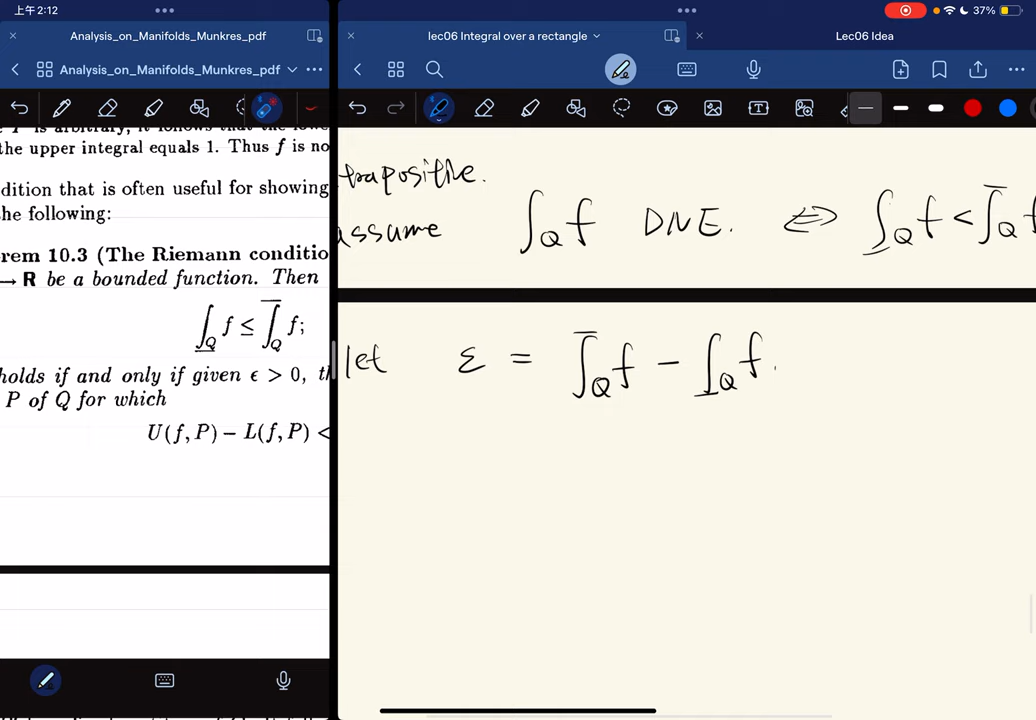 上午2:12
37%
Analysis_on_Manifolds_Munkres_pdf
lec06 Integral over a rectangle
Lec06 Idea
Analysis_on_Manifolds_Munkres_pdf
the upper integral equals 1. Thus f is no
dition that is often useful for showing
the following:
rem 10.3 (The Riemann conditio
→ R be a bounded function. Then
∫_Q f ≤ ∫̅_Q f;
holds if and only if given ϵ > 0, th
P of Q for which
U(f, P) − L(f, P) <
trapositive.
assume ∫_Q f DNE. ⇔ ∫̲_Q f < ∫̅_Q f
let ε = ∫̅_Q f − ∫̲_Q f.